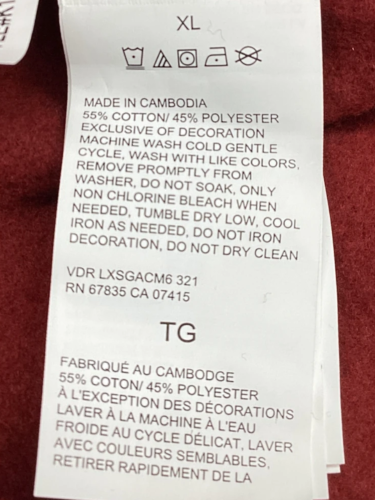 XL
MADE IN CAMBODIA
55% COTTON/ 45% POLYESTER
EXCLUSIVE OF DECORATION
MACHINE WASH COLD GENTLE
CYCLE, WASH WITH LIKE COLORS,
REMOVE PROMPTLY FROM
WASHER, DO NOT SOAK, ONLY
NON CHLORINE BLEACH WHEN
NEEDED, TUMBLE DRY LOW, COOL
IRON AS NEEDED, DO NOT IRON
DECORATION, DO NOT DRY CLEAN
VDR LXSGACM6 321
RN 67835 CA 07415
TG
FABRIQUÉ AU CAMBODGE
55% COTON/ 45% POLYESTER
À L'EXCEPTION DES DÉCORATIONS
LAVER À LA MACHINE À L'EAU
FROIDE AU CYCLE DÉLICAT, LAVER
AVEC COULEURS SEMBLABLES,
RETIRER RAPIDEMENT DE LA